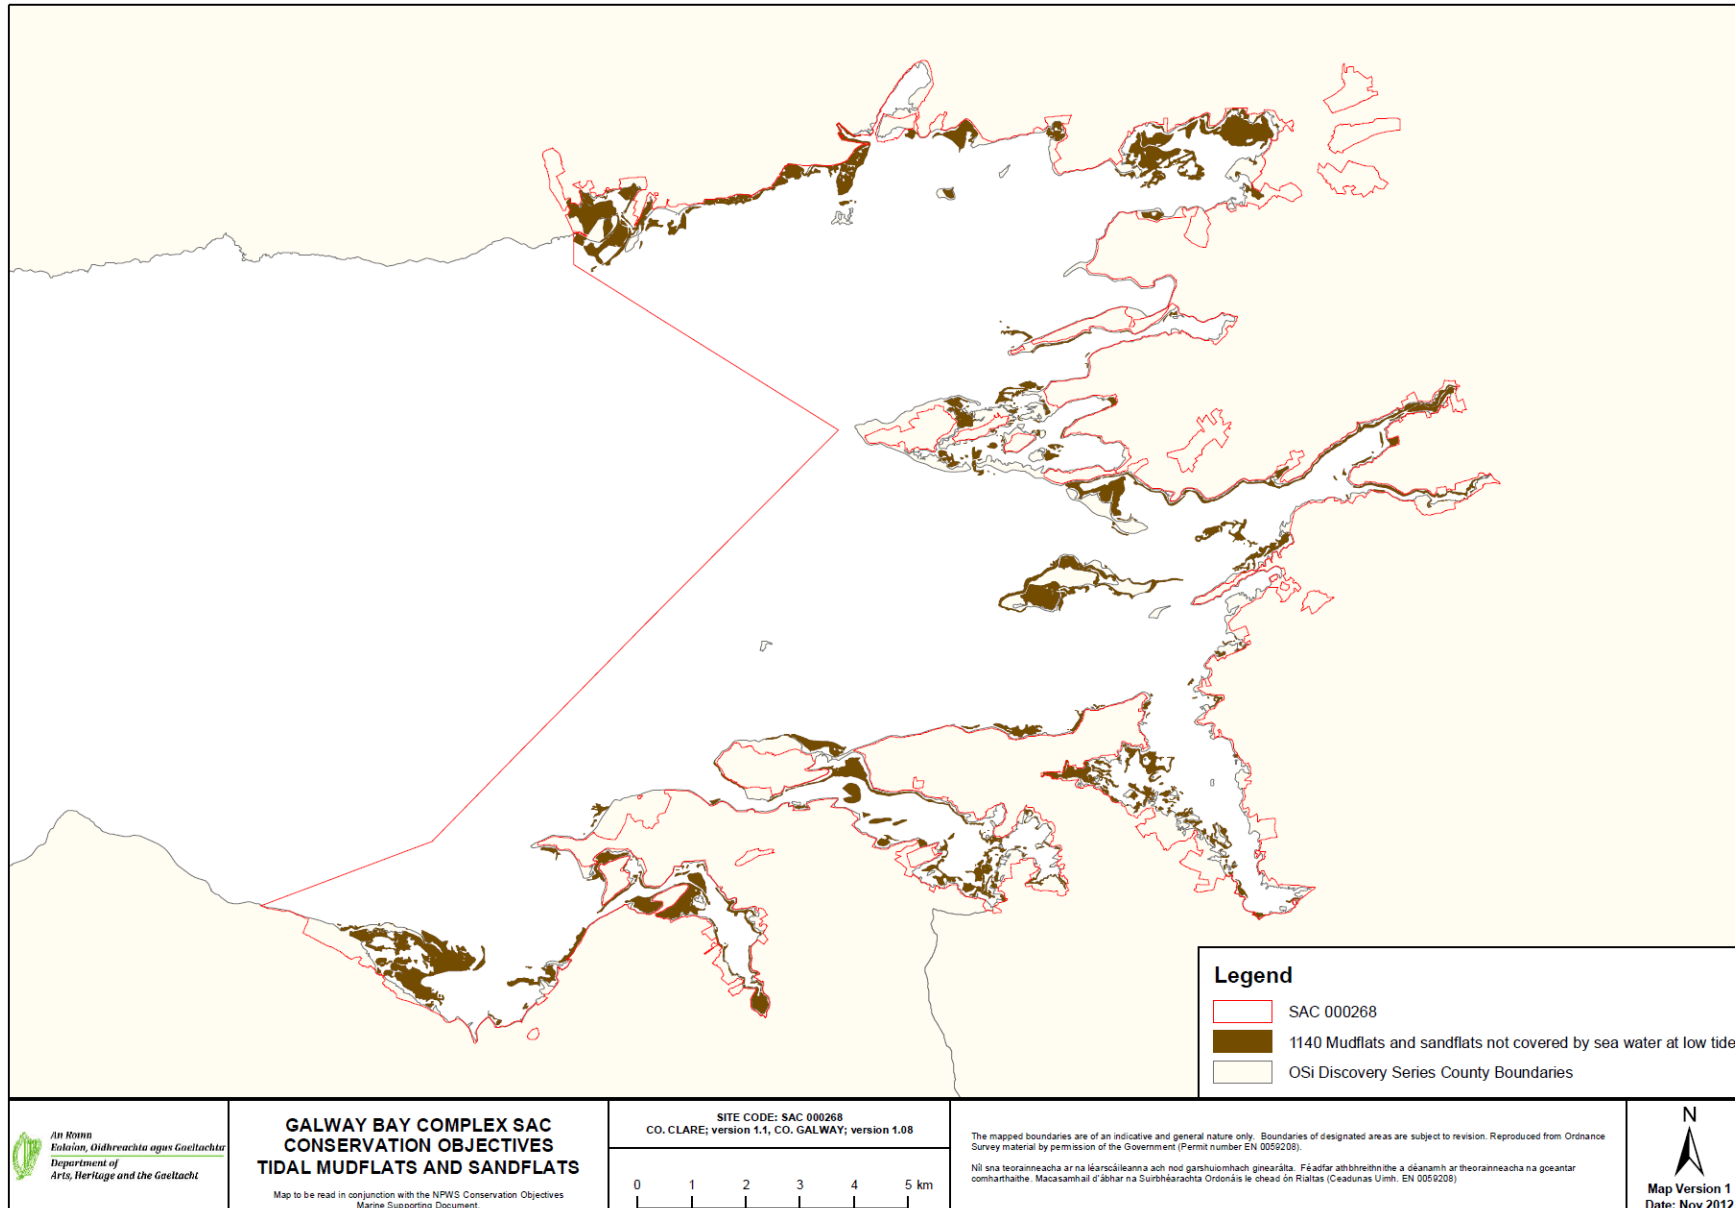 Legend
SAC 000268
1140 Mudflats and sandflats not covered by sea water at low tide
OSi Discovery Series County Boundaries
An Roinn
Ealaíon, Oidhreachta agus Gaeltachta
Department of
Arts, Heritage and the Gaeltacht
GALWAY BAY COMPLEX SAC
CONSERVATION OBJECTIVES
TIDAL MUDFLATS AND SANDFLATS
Map to be read in conjunction with the NPWS Conservation Objectives
Marine Supporting Document.
SITE CODE: SAC 000268
CO. CLARE; version 1.1, CO. GALWAY; version 1.08
0 1 2 3 4 5 km
The mapped boundaries are of an indicative and general nature only. Boundaries of designated areas are subject to revision. Reproduced from Ordnance
Survey material by permission of the Government (Permit number EN 0059208).
Níl sna teorainneacha ar na léarscáileanna ach nod garshuiomhach ginearálta. Féadfar athbhreithnithe a déanamh ar theorainneacha na gceantar
comharthaithe. Macasamhail d'ábhar na Suirbhéarachta Ordonáis le chead ón Rialtas (Ceadunas Uimh. EN 0059208)
N
Map Version 1
Date: Nov 2012